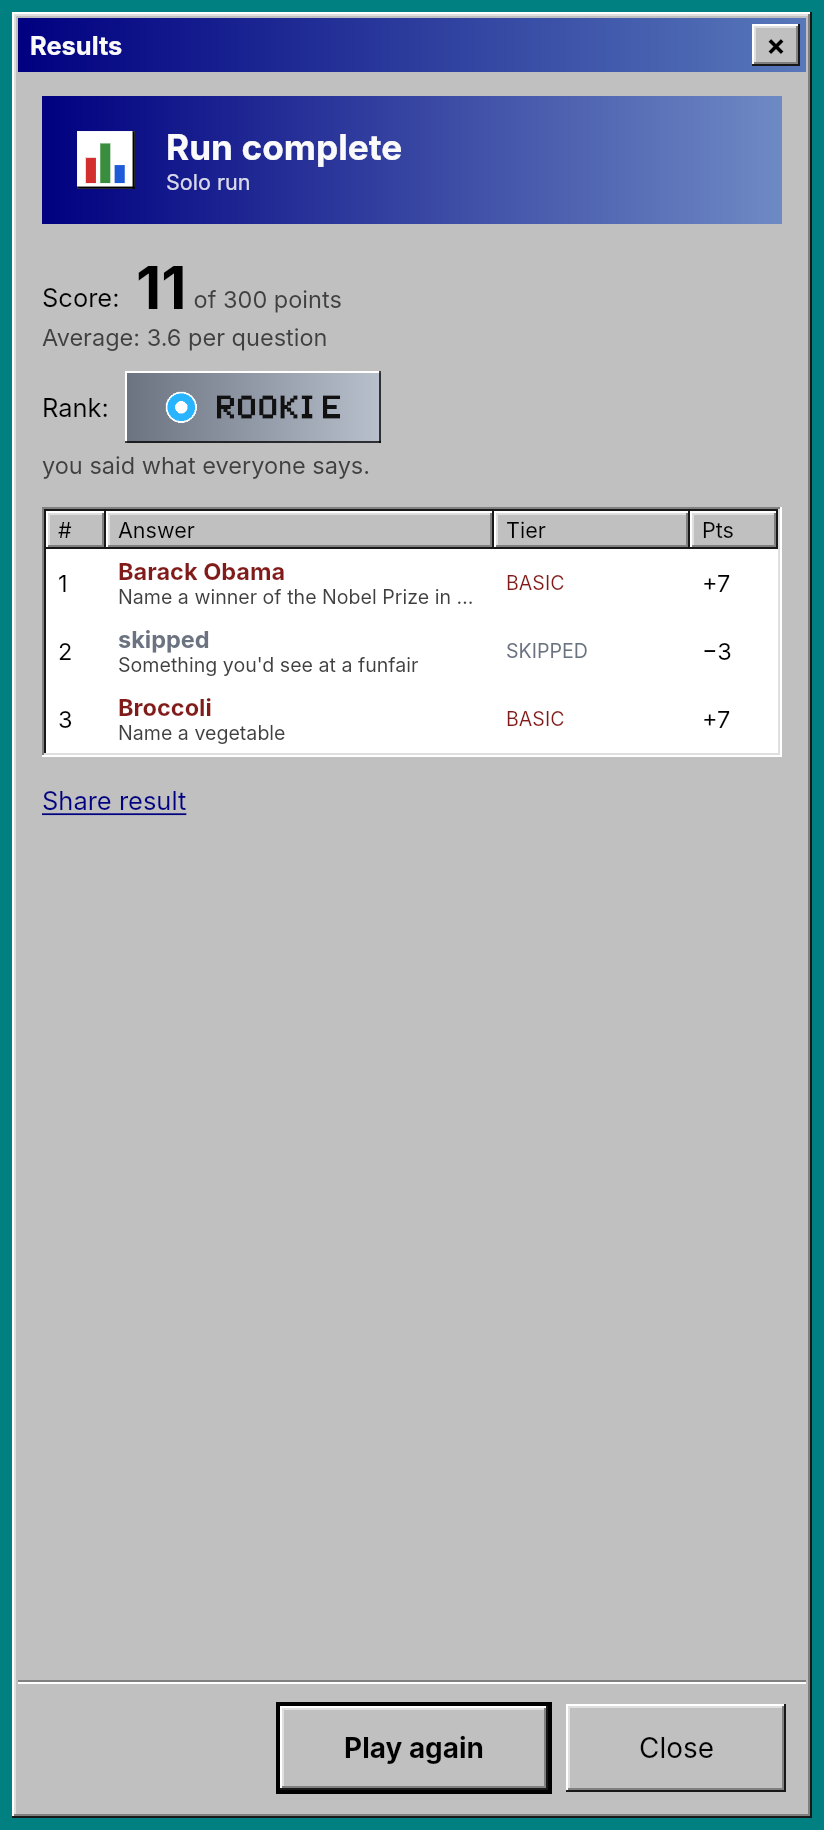 Results
×
Run complete
Solo run
Score: 11 of 300 points
Average: 3.6 per question
Rank: ROOKIE
you said what everyone says.
# Answer Tier Pts
1 Barack Obama BASIC +7
Name a winner of the Nobel Prize in ...
2 skipped SKIPPED −3
Something you'd see at a funfair
3 Broccoli BASIC +7
Name a vegetable
Share result
Play again Close